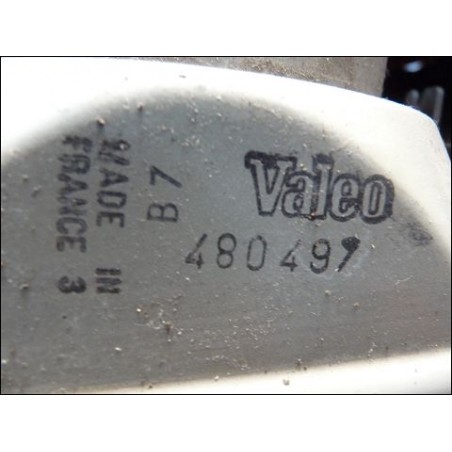 Valeo
480497
B 7
MADE IN
FRANCE 3